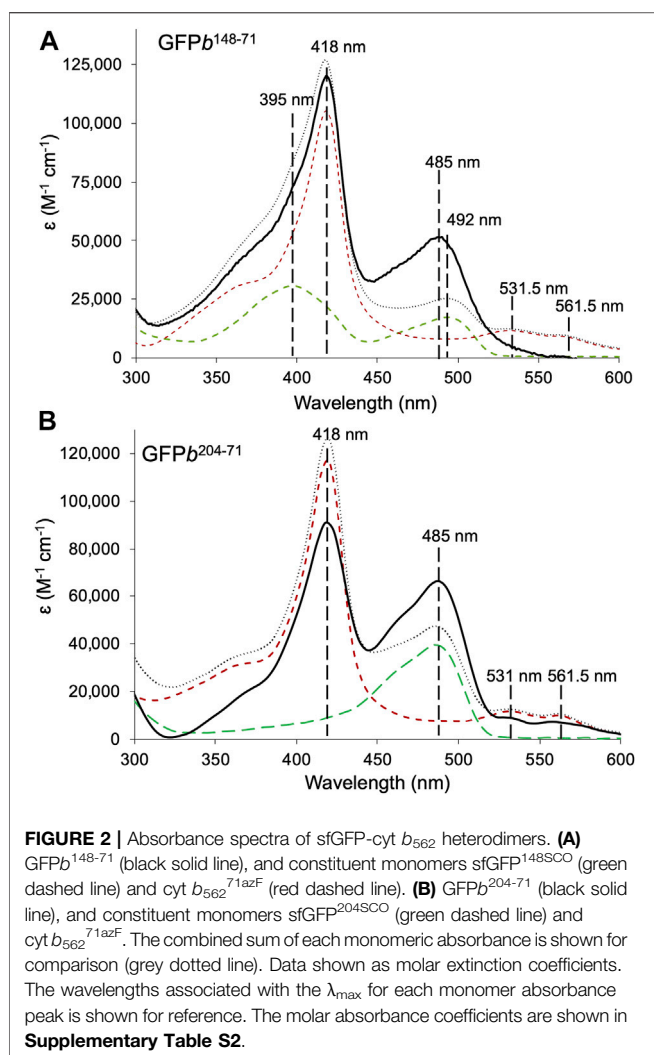 A
GFPb¹⁴⁸⁻⁷¹
418 nm
395 nm
485 nm
492 nm
531.5 nm
561.5 nm
ε (M⁻¹ cm⁻¹)
125,000
100,000
75,000
50,000
25,000
0
300 350 400 450 500 550 600
Wavelength (nm)
B
GFPb²⁰⁴⁻⁷¹
418 nm
485 nm
531 nm
561.5 nm
ε (M⁻¹ cm⁻¹)
120,000
100,000
80,000
60,000
40,000
20,000
0
300 350 400 450 500 550 600
Wavelength (nm)
FIGURE 2 | Absorbance spectra of sfGFP-cyt b₅₆₂ heterodimers. (A)
GFPb¹⁴⁸⁻⁷¹ (black solid line), and constituent monomers sfGFP¹⁴⁸ˢᶜᴼ (green
dashed line) and cyt b₅₆₂⁷¹ᵃᶻᶠ (red dashed line). (B) GFPb²⁰⁴⁻⁷¹ (black solid
line), and constituent monomers sfGFP²⁰⁴ˢᶜᴼ (green dashed line) and
cyt b₅₆₂⁷¹ᵃᶻᶠ. The combined sum of each monomeric absorbance is shown for
comparison (grey dotted line). Data shown as molar extinction coefficients.
The wavelengths associated with the λₘₐₓ for each monomer absorbance
peak is shown for reference. The molar absorbance coefficients are shown in
Supplementary Table S2.